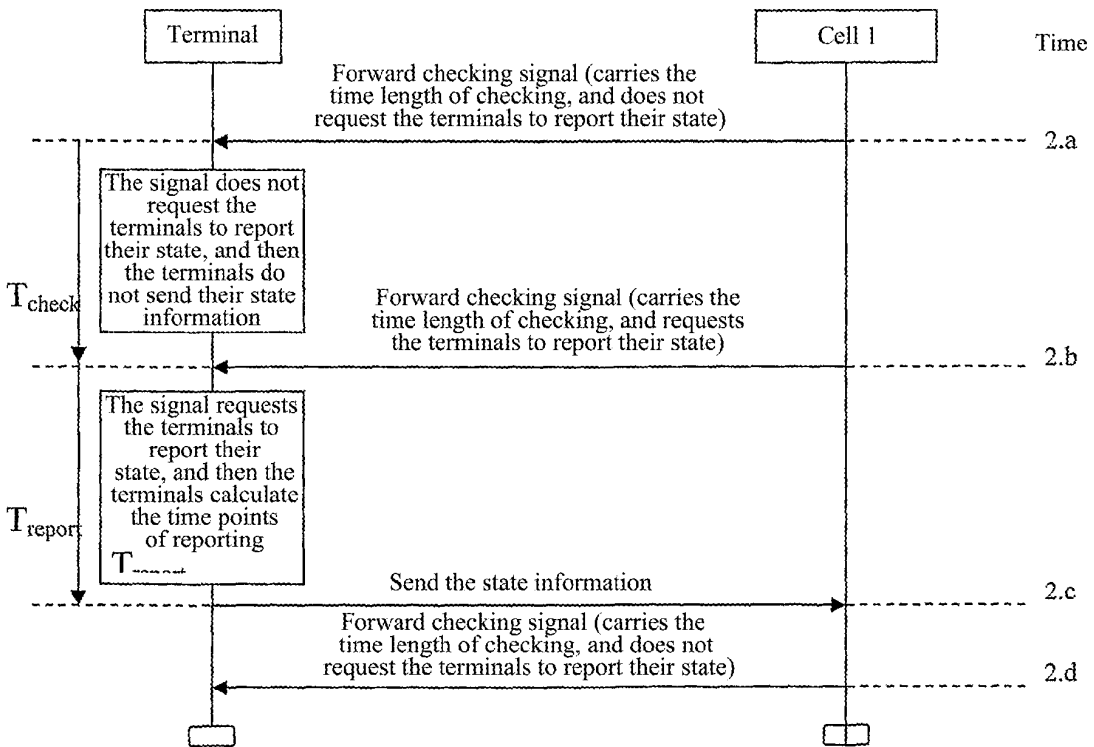 Terminal
Cell 1
Time
Forward checking signal (carries the
time length of checking, and does not
request the terminals to report their state)
2.a
The signal does not
request the
terminals to report
their state, and then
the terminals do
not send their state
information
T check
Forward checking signal (carries the
time length of checking, and requests
the terminals to report their state)
2.b
The signal requests
the terminals to
report their
state, and then the
terminals calculate
the time points
of reporting
T report
T report
Send the state information
2.c
Forward checking signal (carries the
time length of checking, and does not
request the terminals to report their state)
2.d